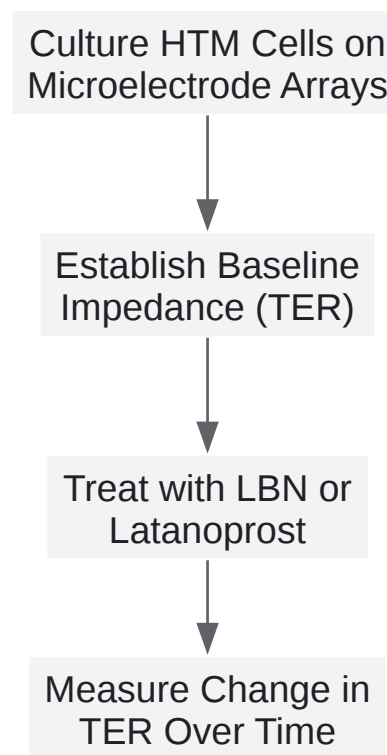 Culture HTM Cells on
Microelectrode Arrays
Establish Baseline
Impedance (TER)
Treat with LBN or
Latanoprost
Measure Change in
TER Over Time